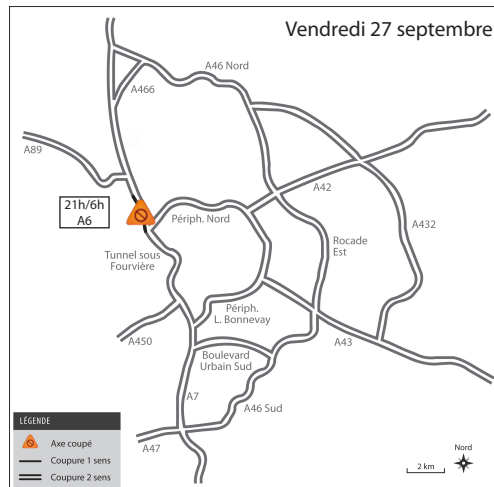 Vendredi 27 septembre
A46 Nord
A466
A89
21h/6h
A6
A42
Périph. Nord
A432
Tunnel sous
Fourvière
Rocade
Est
Périph.
L. Bonnevay
A450
A43
Boulevard
Urbain Sud
A7
A46 Sud
A47
LÉGENDE
Axe coupé
Coupure 1 sens
Coupure 2 sens
Nord
2 km